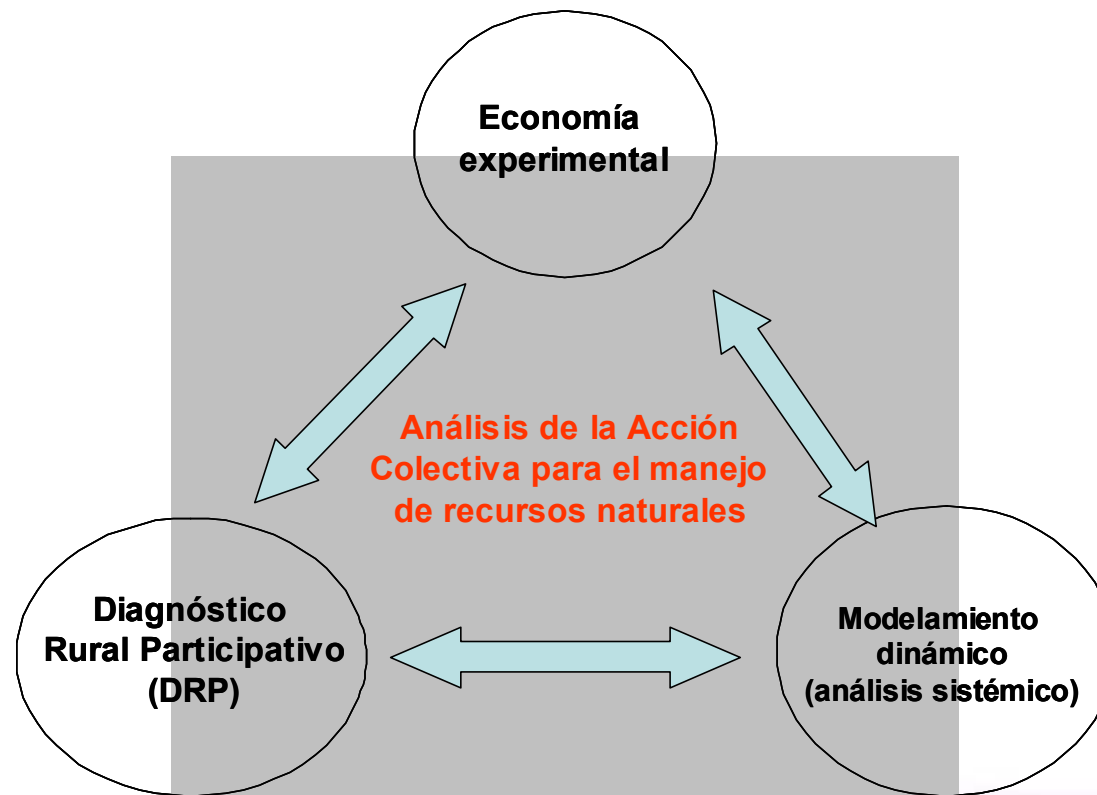 Economía
experimental
Análisis de la Acción
Colectiva para el manejo
de recursos naturales
Diagnóstico
Rural Participativo
(DRP)
Modelamiento
dinámico
(análisis sistémico)